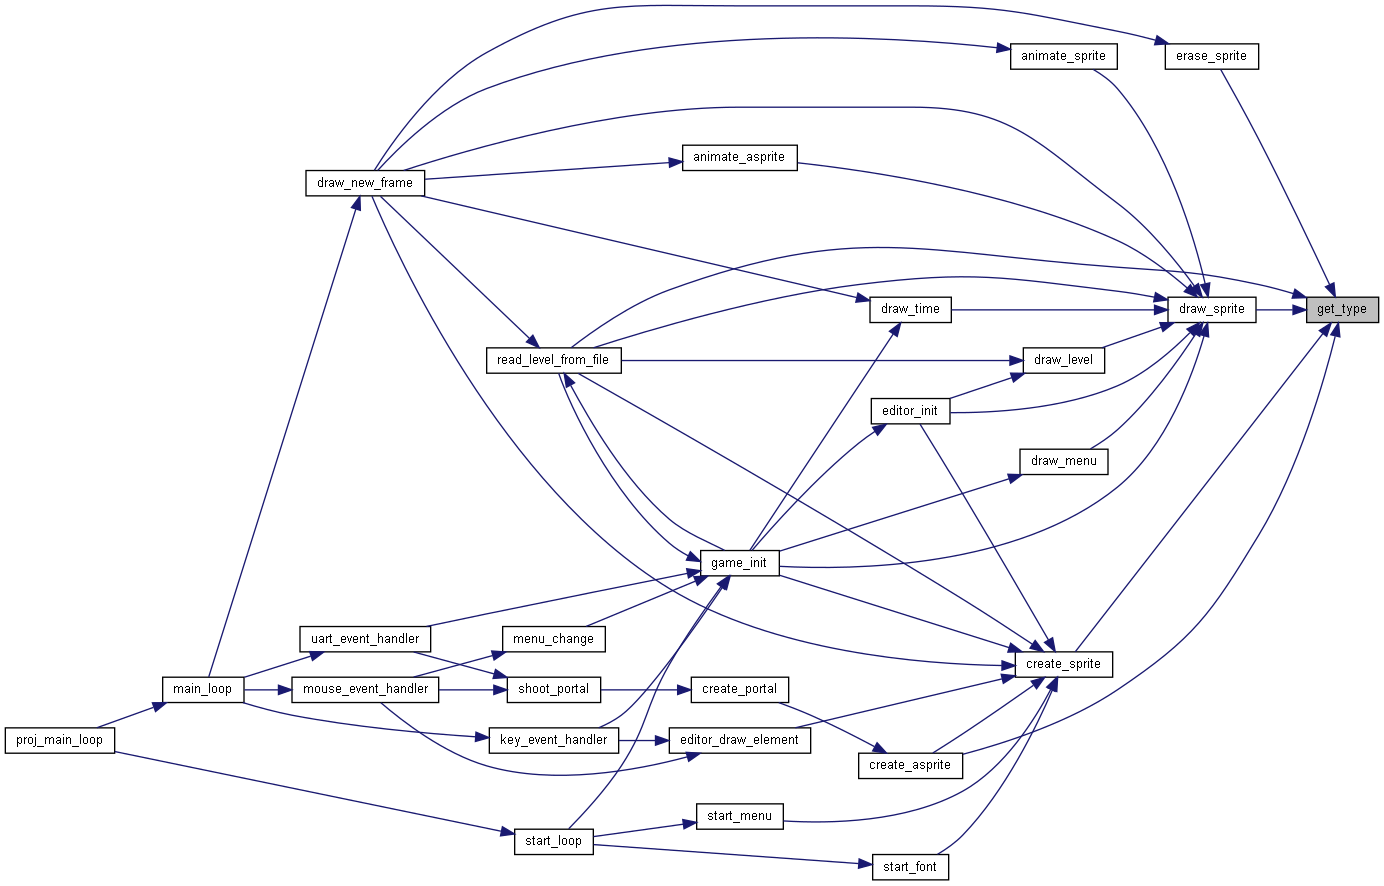 animate_sprite
erase_sprite
animate_asprite
draw_new_frame
draw_time
draw_sprite
get_type
read_level_from_file
draw_level
editor_init
draw_menu
game_init
uart_event_handler
menu_change
create_sprite
main_loop
mouse_event_handler
shoot_portal
create_portal
proj_main_loop
key_event_handler
editor_draw_element
create_asprite
start_menu
start_loop
start_font